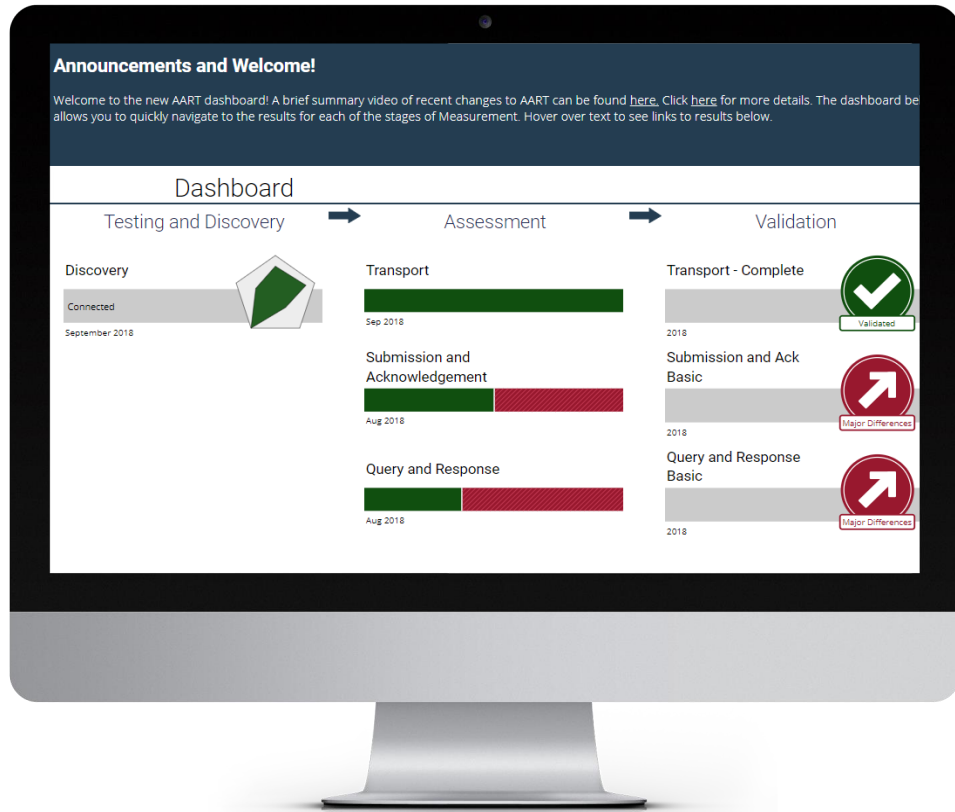 Announcements and Welcome!
Welcome to the new AART dashboard! A brief summary video of recent changes to AART can be found here. Click here for more details. The dashboard be
allows you to quickly navigate to the results for each of the stages of Measurement. Hover over text to see links to results below.
Dashboard
Testing and Discovery
Assessment
Validation
Discovery
Connected
September 2018
Transport
Sep 2018
Submission and
Acknowledgement
Aug 2018
Query and Response
Aug 2018
Transport - Complete
Validated
2018
Submission and Ack
Basic
Major Differences
2018
Query and Response
Basic
Major Differences
2018